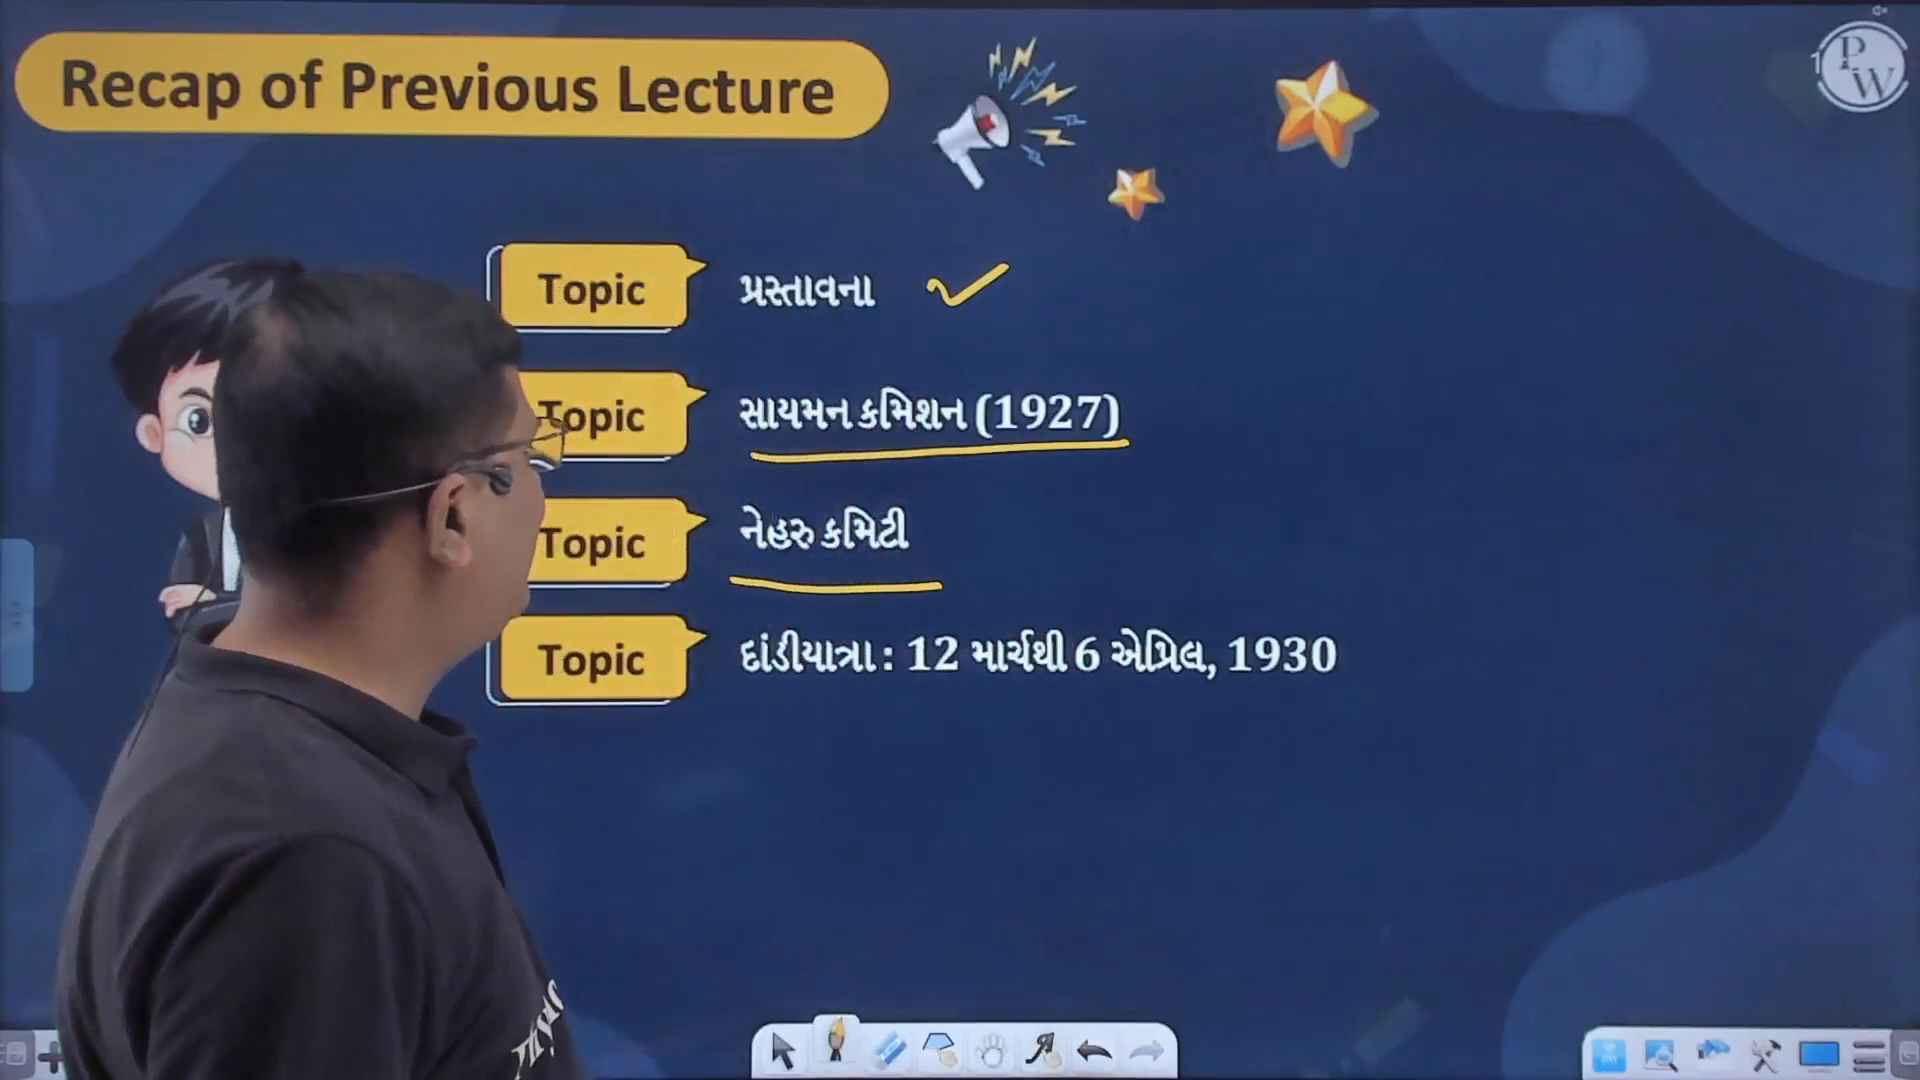 Recap of Previous Lecture
PW
Topic પ્રસ્તાવના
Topic સાયમન કમિશન (1927)
Topic નેહરુ કમિટી
Topic દાંડીયાત્રા : 12 માર્ચથી 6 એપ્રિલ, 1930